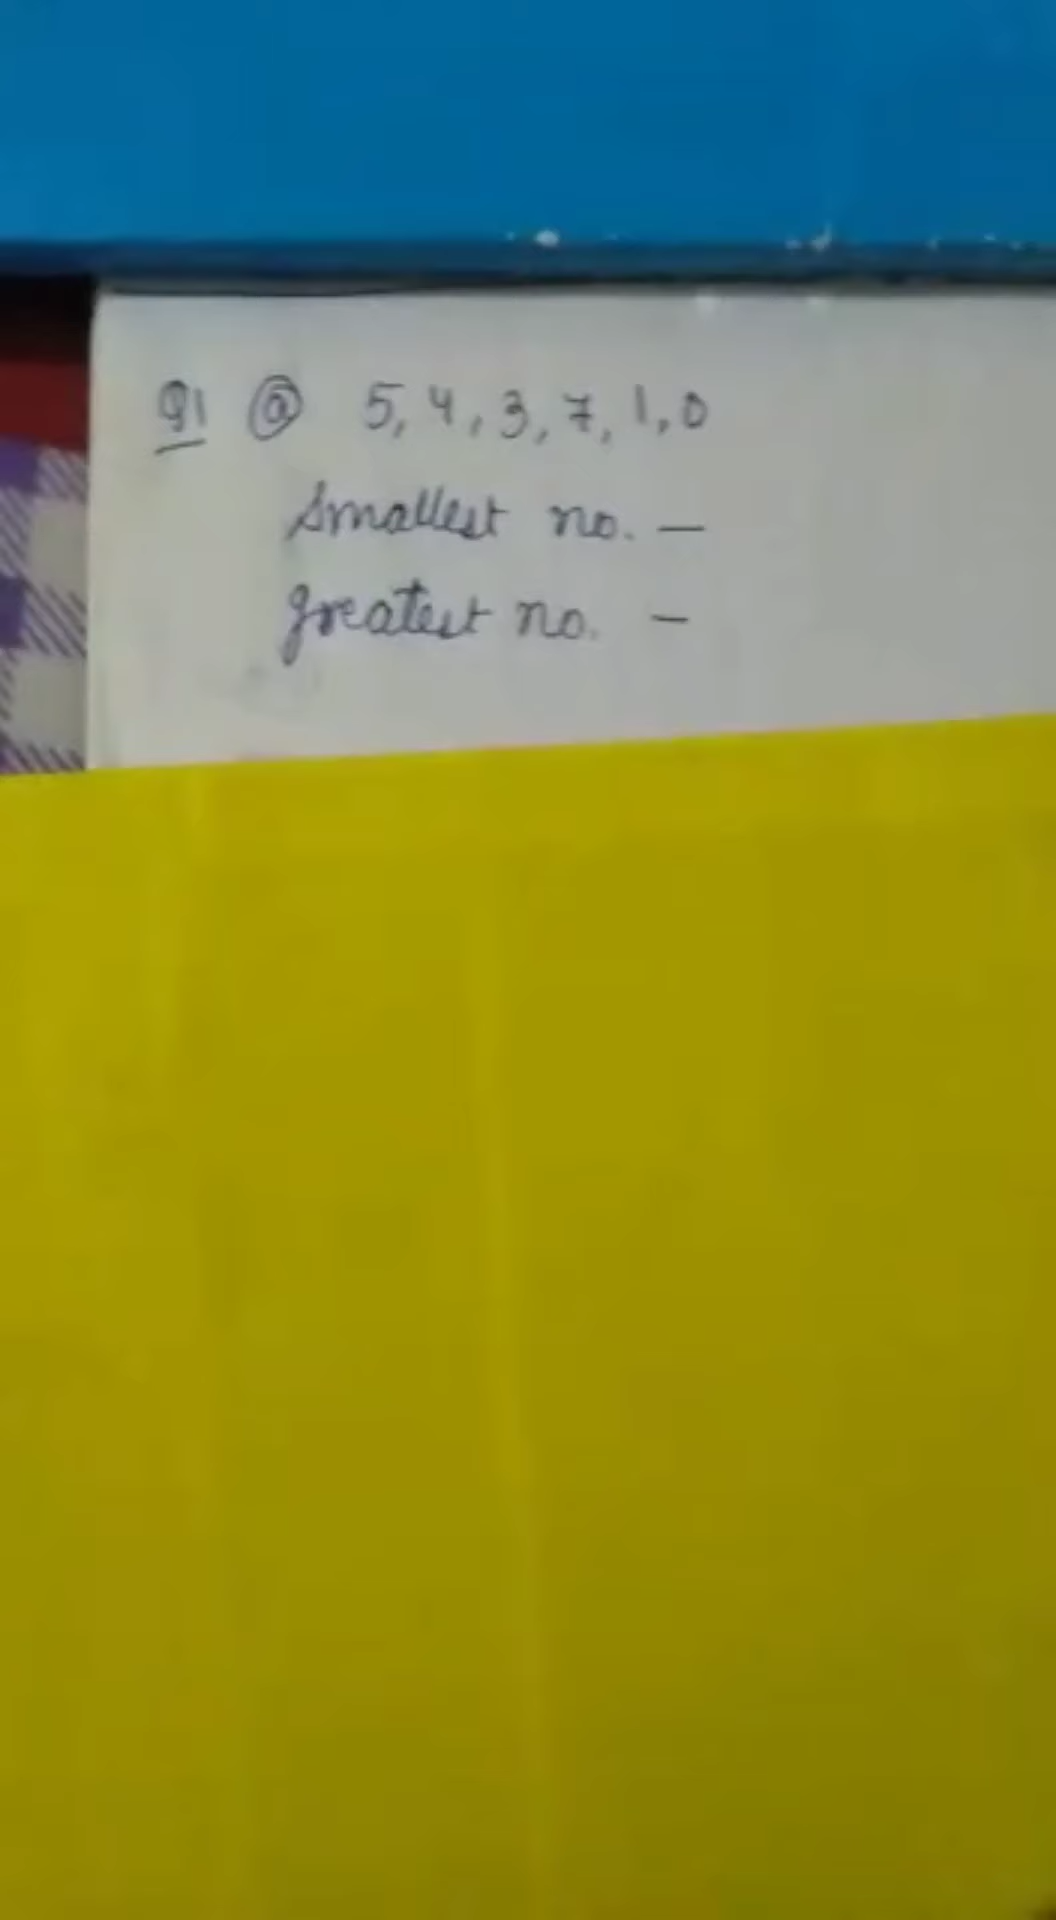 Q1 (a) 5, 4, 3, 7, 1, 0
Smallest no. —
greatest no. -